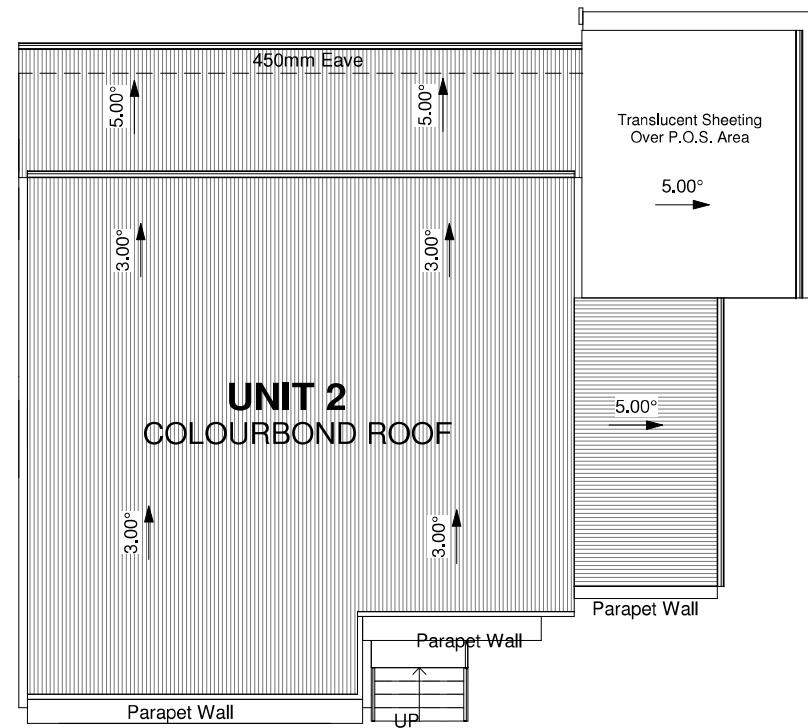 450mm Eave
5.00°
5.00°
Translucent Sheeting
Over P.O.S. Area
5.00°
3.00°
3.00°
UNIT 2
COLOURBOND ROOF
5.00°
3.00°
3.00°
Parapet Wall
Parapet Wall
Parapet Wall
UP